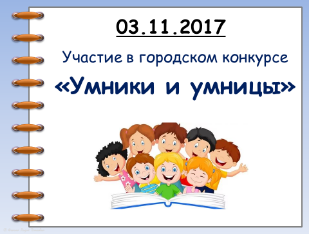 03.11.2017
Участие в городском конкурсе
«Умники и умницы»